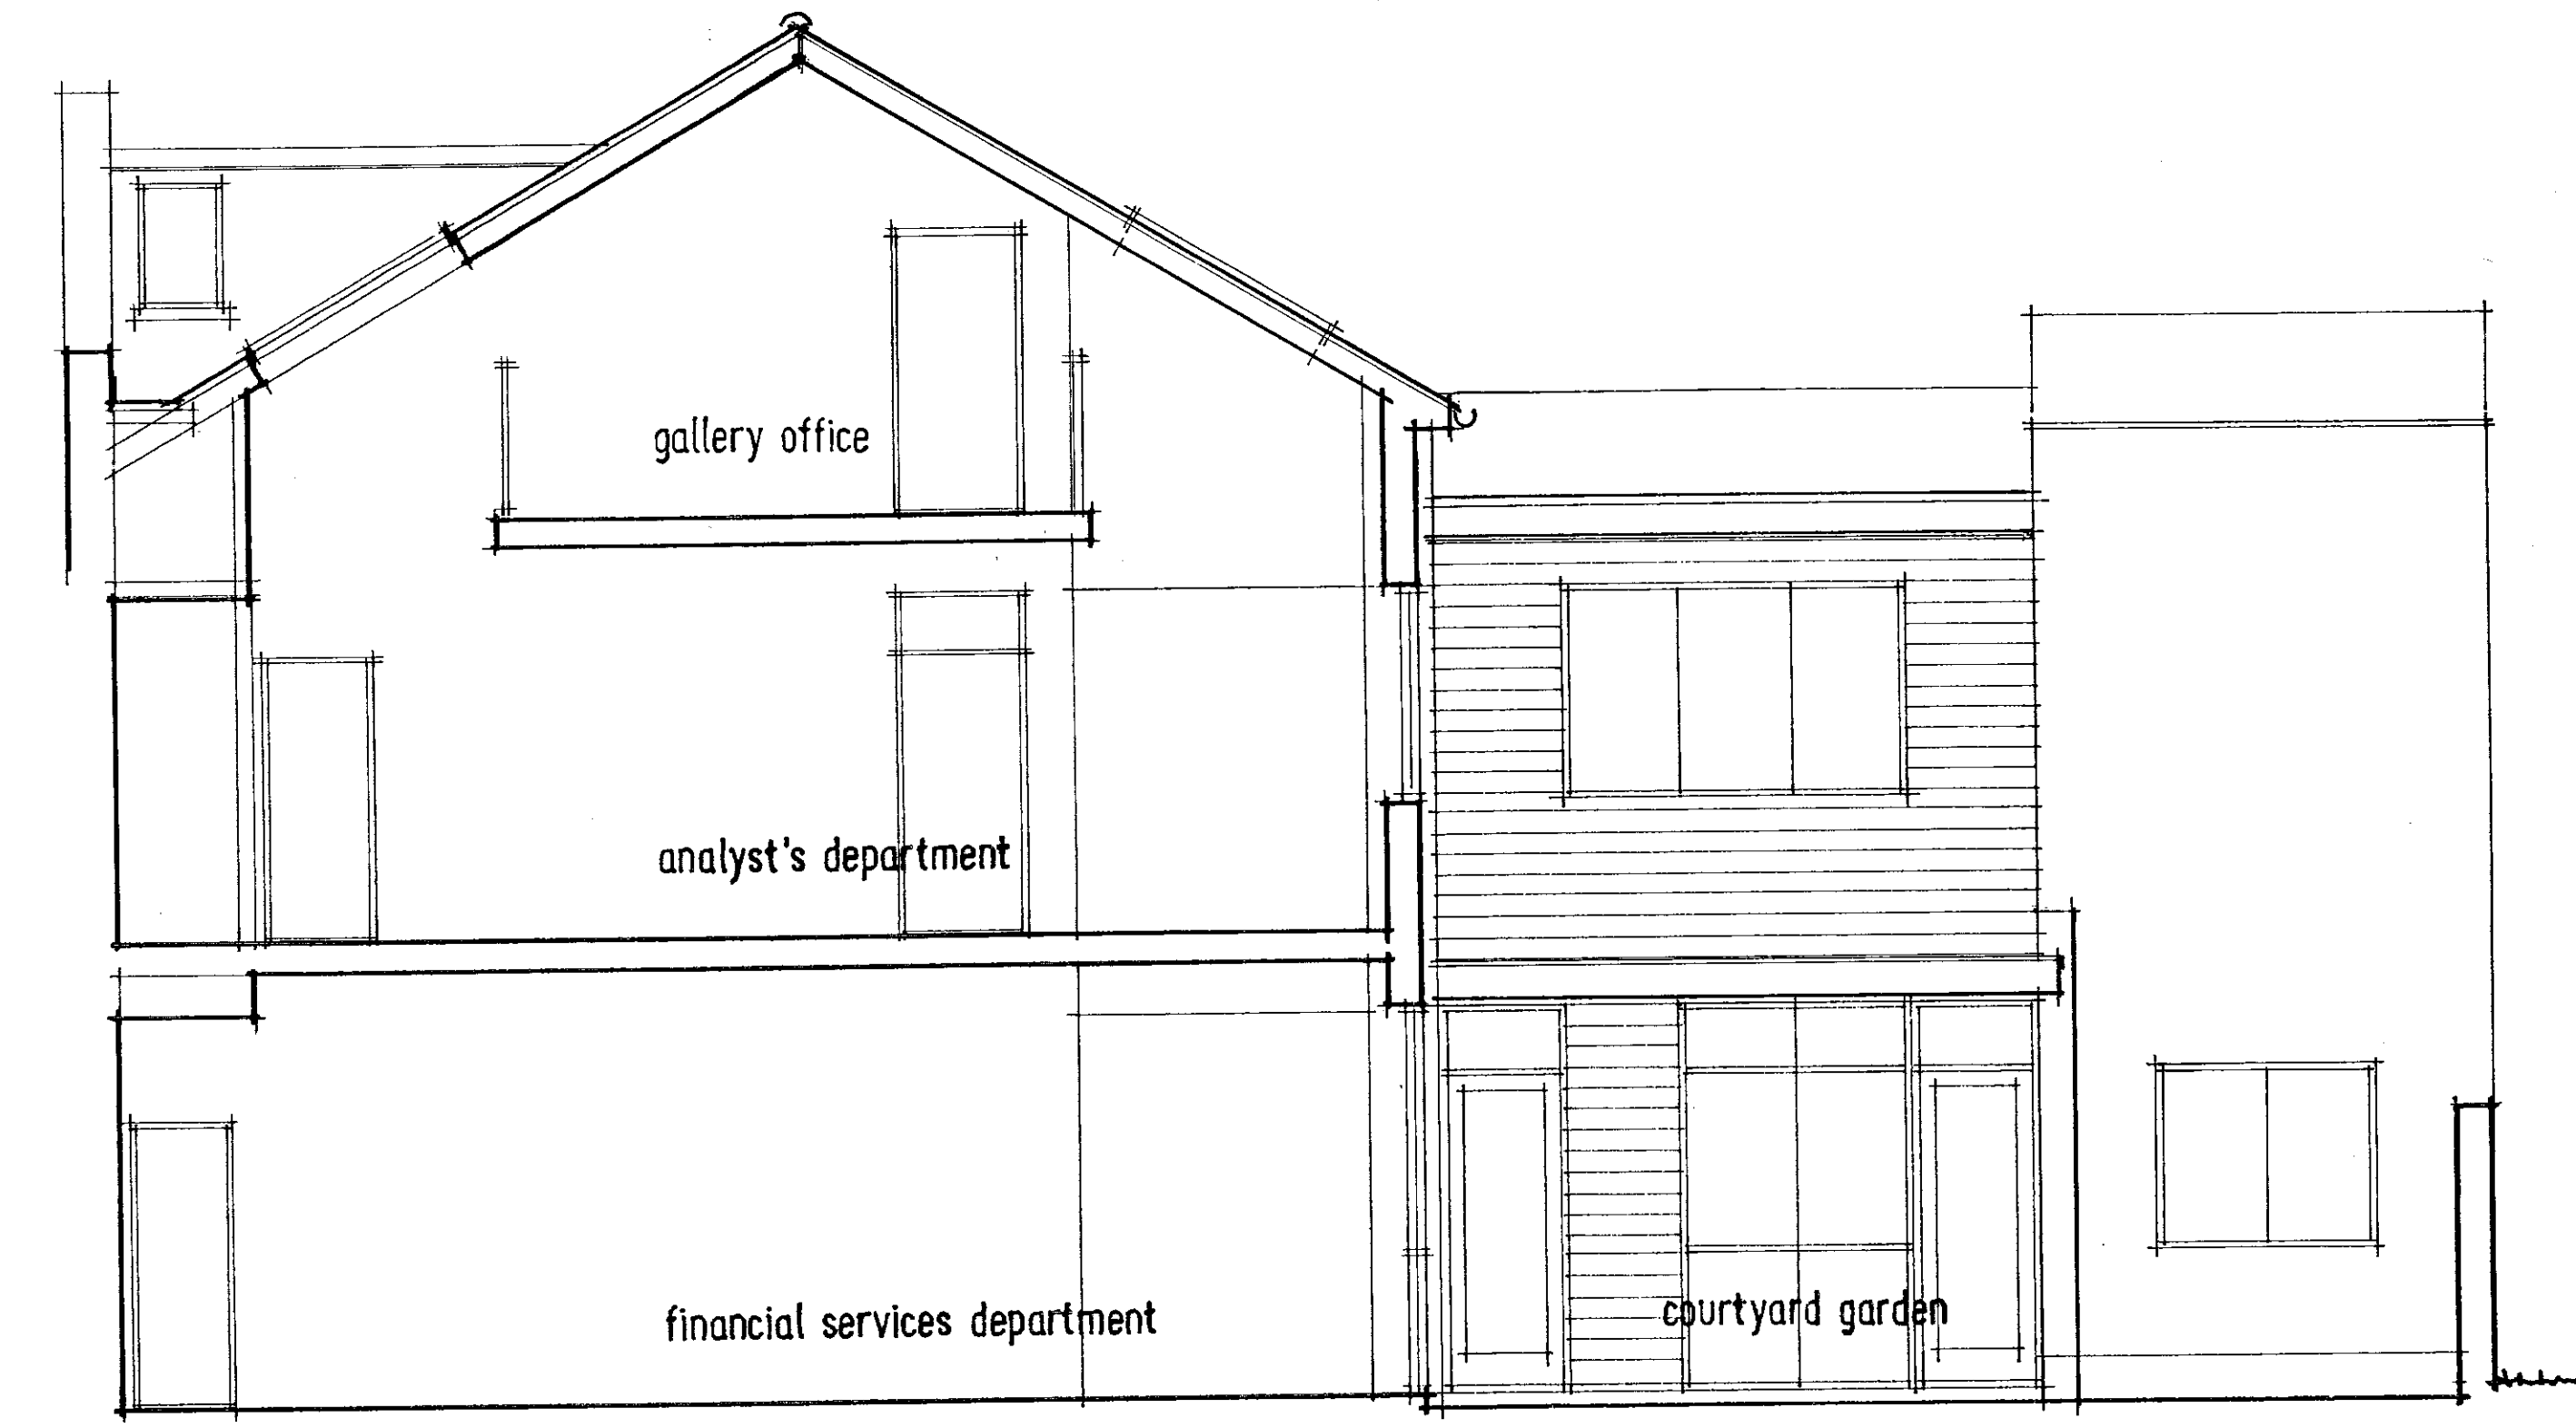 gallery office
analyst's department
financial services department
courtyard garden